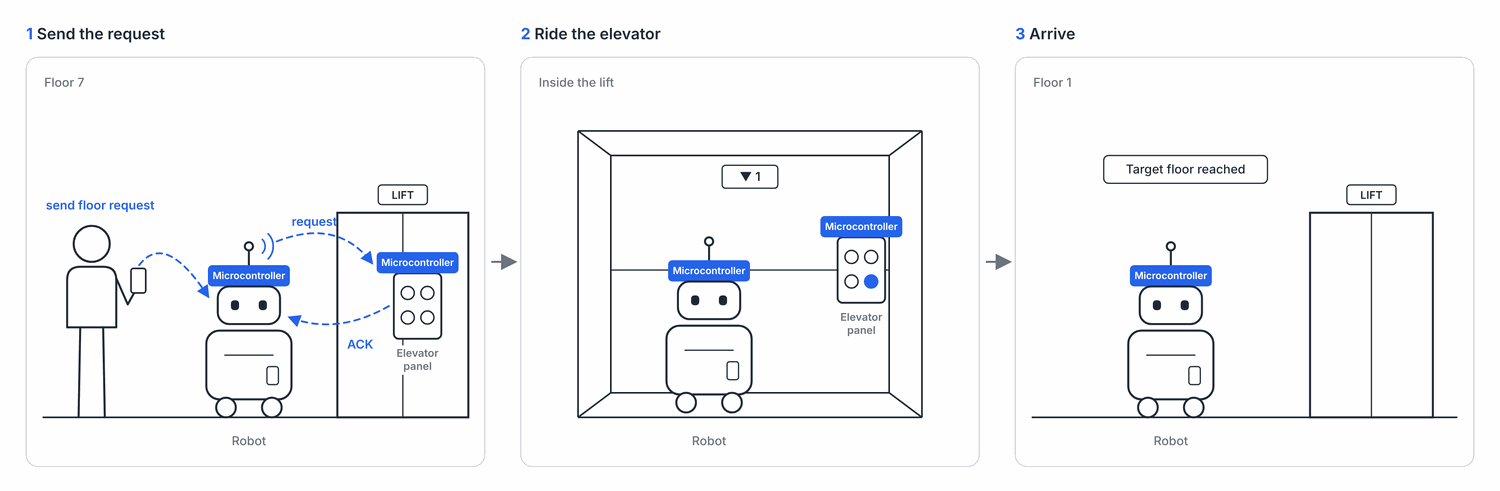 1 Send the request
Floor 7
send floor request
request
LIFT
Microcontroller
Microcontroller
ACK
Elevator
panel
Robot
2 Ride the elevator
Inside the lift
▼ 1
Microcontroller
Microcontroller
Elevator
panel
Robot
3 Arrive
Floor 1
Target floor reached
LIFT
Microcontroller
Robot